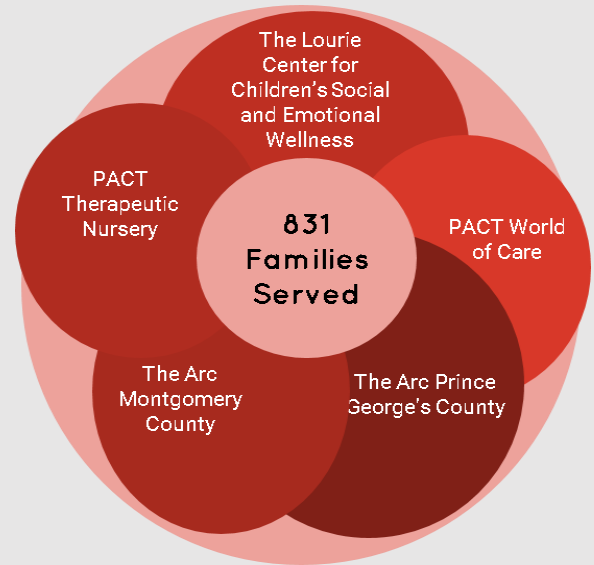 The Lourie
Center for
Children's Social
and Emotional
Wellness
PACT
Therapeutic
Nursery
831
Families
Served
PACT World
of Care
The Arc
Montgomery
County
The Arc Prince
George's County